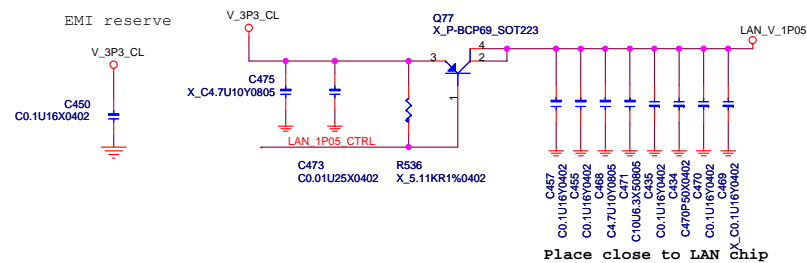 EMI reserve
V_3P3_CL
V_3P3_CL
Q77
X_P-BCP69_SOT223
LAN_V_1P05
3
4
2
1
C475
X_C4.7U10Y0805
C450
C0.1U16X0402
LAN_1P05_CTRL
C473
C0.01U25X0402
R536
X_5.11KR1%0402
C457
C0.1U16Y0402
C455
C0.1U16Y0402
C468
C4.7U10Y0805
C471
C10U6.3X50805
C435
C0.1U16Y0402
C434
C470P50X0402
C470
C0.1U16Y0402
C469
X_C0.1U16Y0402
Place close to LAN chip